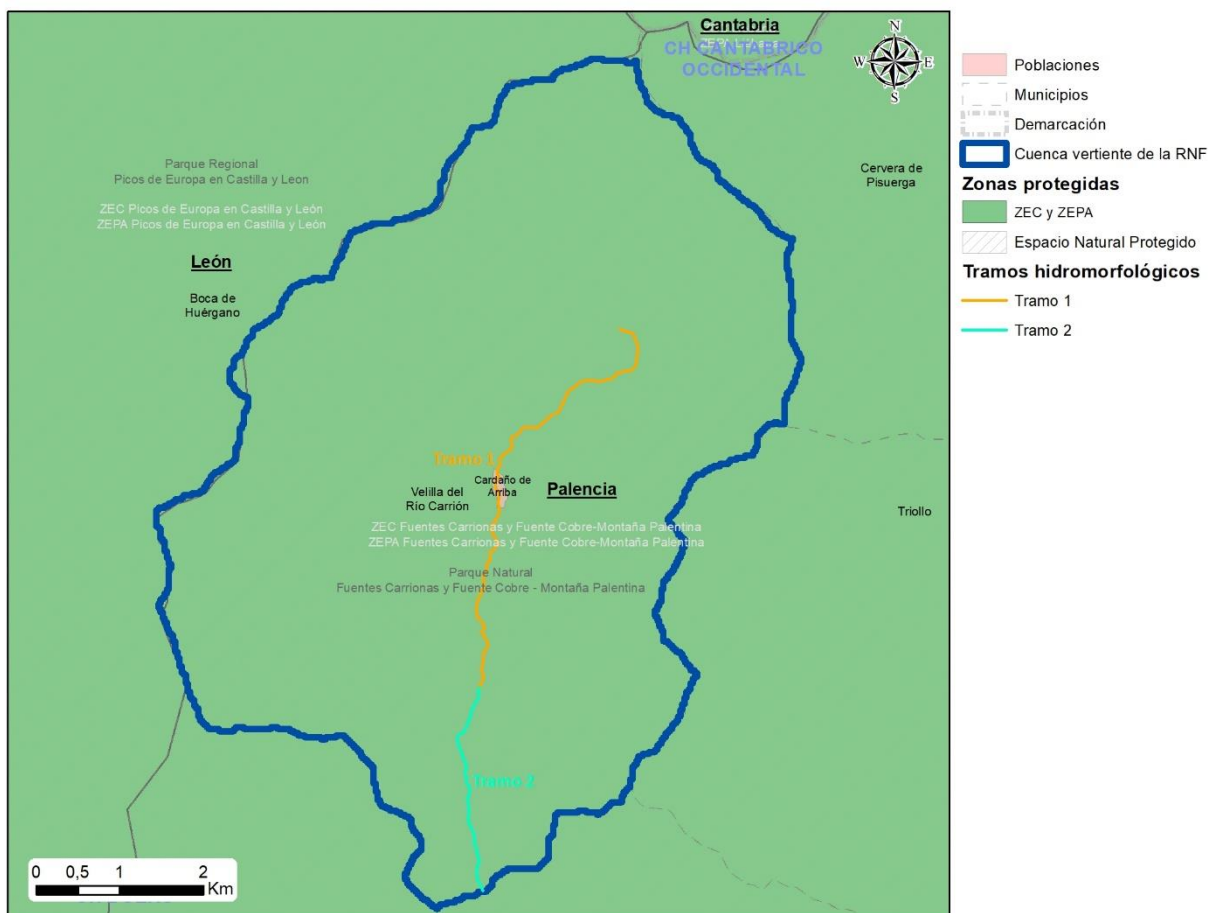 Cantabria
CH CANTÁBRICO
OCCIDENTAL
N
W
E
S
Parque Regional
Picos de Europa en Castilla y Leon
ZEC Picos de Europa en Castilla y León
ZEPA Picos de Europa en Castilla y León
León
Boca de
Huérgano
Cervera de
Pisuerga
Tramo 1
Cardaño de
Arriba
Velilla del
Río Carrión
Palencia
Triollo
ZEC Fuentes Carrionas y Fuente Cobre-Montaña Palentina
ZEPA Fuentes Carrionas y Fuente Cobre-Montaña Palentina
Parque Natural
Fuentes Carrionas y Fuente Cobre - Montaña Palentina
Tramo 2
0 0,5 1 2
Km
Poblaciones
Municipios
Demarcación
Cuenca vertiente de la RNF
Zonas protegidas
ZEC y ZEPA
Espacio Natural Protegido
Tramos hidromorfológicos
Tramo 1
Tramo 2